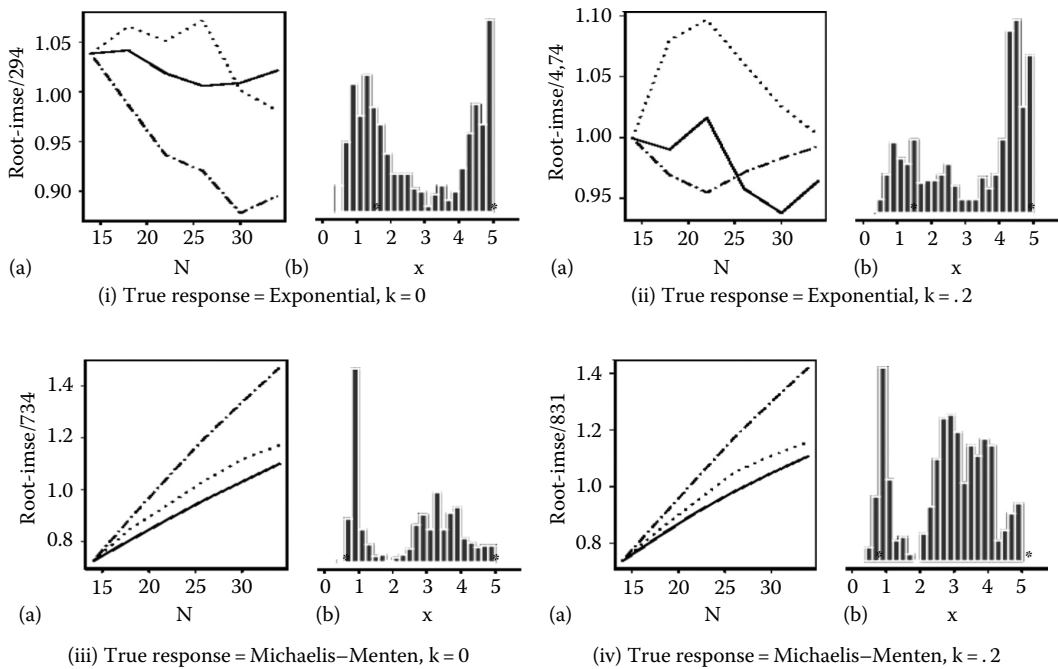 Root-imse/294
1.05
1.00
0.95
0.90
15 20 25 30
N
(a)
0 1 2 3 4 5
x
(b)
* *
(i) True response = Exponential, k = 0
Root-imse/4,74
1.10
1.05
1.00
0.95
15 20 25 30
N
(a)
0 1 2 3 4 5
x
(b)
* *
(ii) True response = Exponential, k = .2
Root-imse/734
1.4
1.2
1.0
0.8
15 20 25 30
N
(a)
0 1 2 3 4 5
x
(b)
* *
(iii) True response = Michaelis–Menten, k = 0
Root-imse/831
1.4
1.2
1.0
0.8
15 20 25 30
N
(a)
0 1 2 3 4 5
x
(b)
* *
(iv) True response = Michaelis–Menten, k = .2